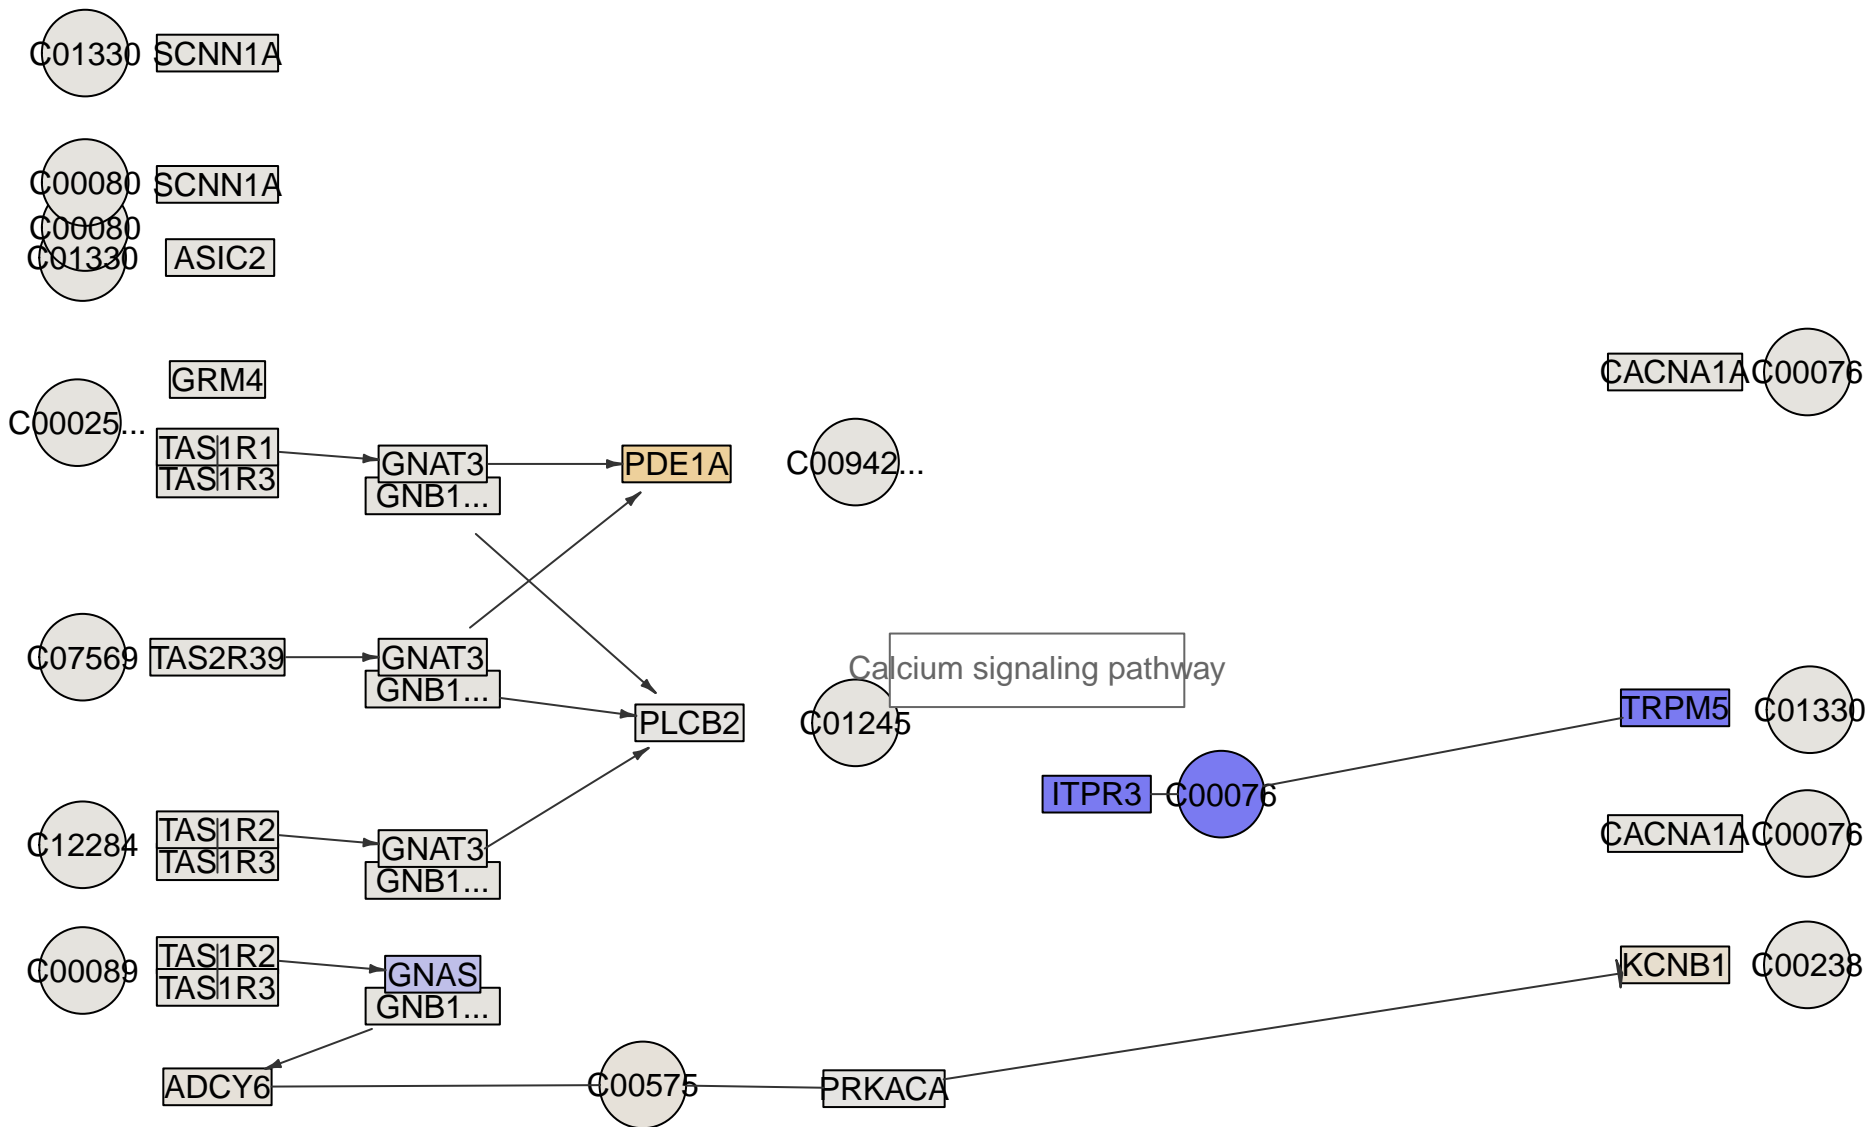 C01330 SCNN1A
C00080 SCNN1A
C00080
C01330 ASIC2
CACNA1A C00076
GRM4
C00025...
TAS1R1
TAS1R3
GNAT3
GNB1...
PDE1A
C00942...
C07569 TAS2R39
GNAT3
GNB1...
Calcium signaling pathway
PLCB2
C01245
TRPM5 C01330
ITPR3 C00076
C12284
TAS1R2
TAS1R3
GNAT3
GNB1...
CACNA1A C00076
C00089
TAS1R2
TAS1R3
GNAS
GNB1...
KCNB1 C00238
ADCY6
C00575
PRKACA